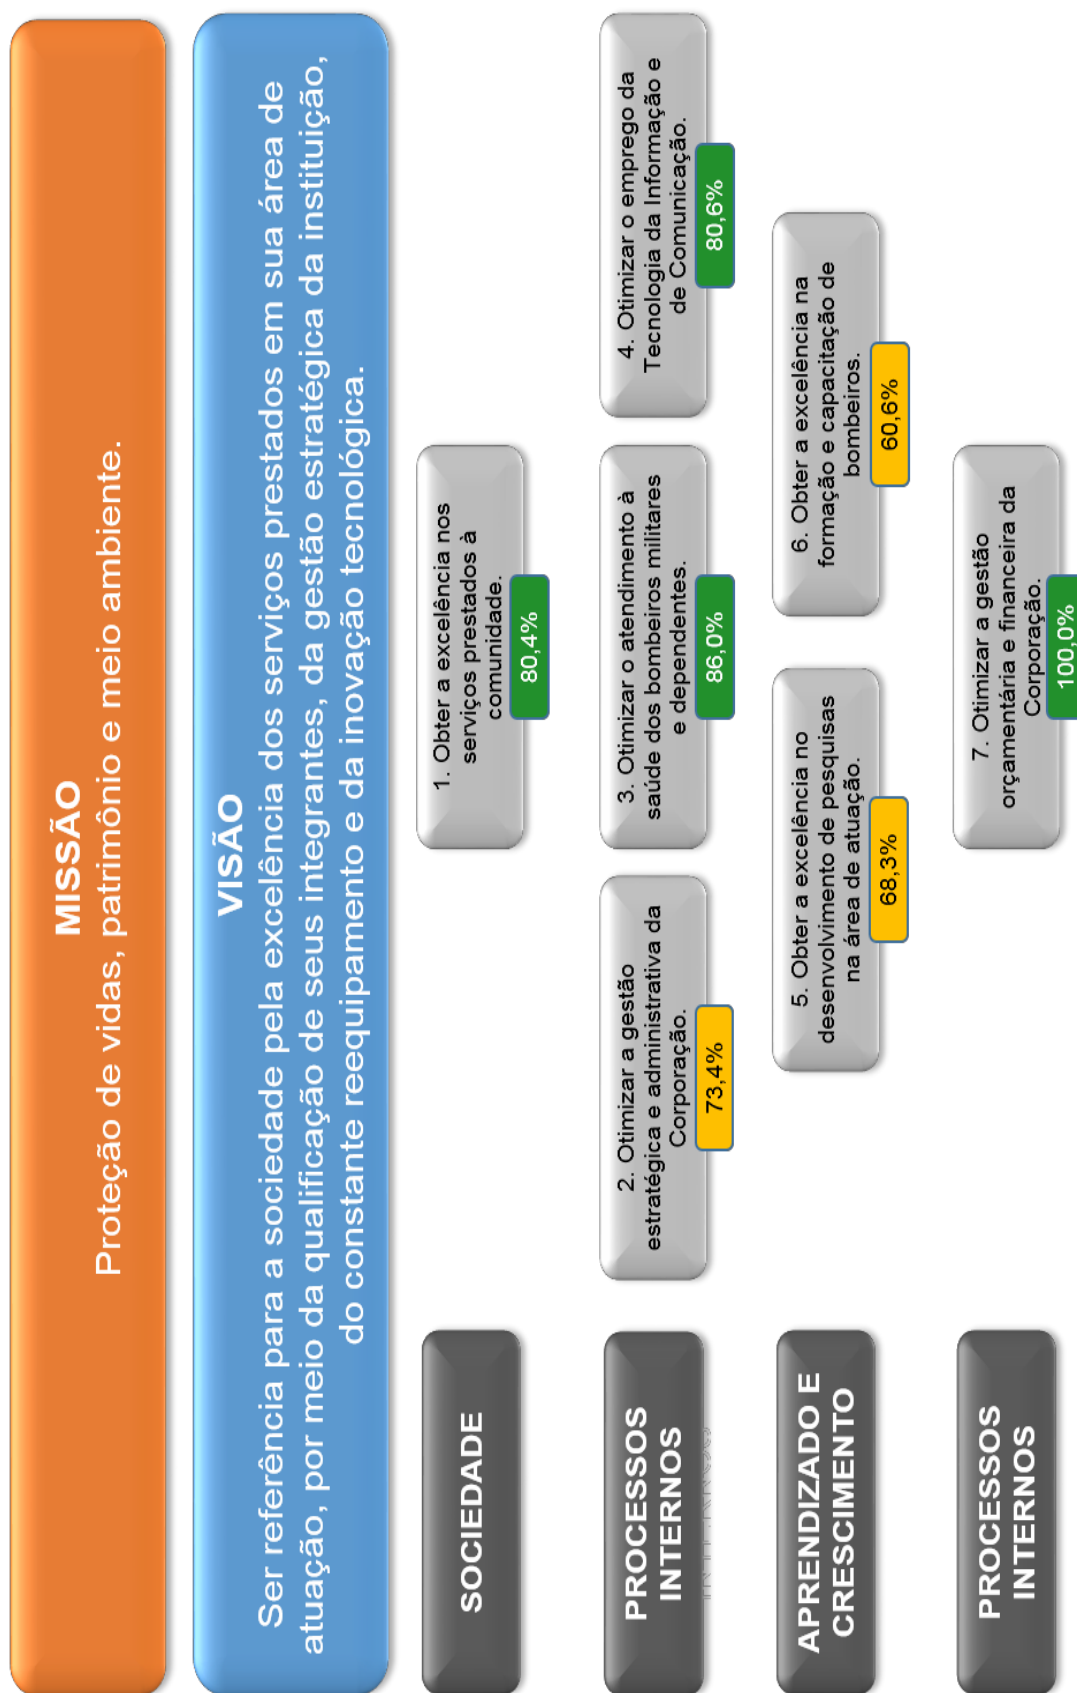 MISSÃO
Proteção de vidas, patrimônio e meio ambiente.
VISÃO
Ser referência para a sociedade pela excelência dos serviços prestados em sua área de
atuação, por meio da qualificação de seus integrantes, da gestão estratégica da instituição,
do constante reequipamento e da inovação tecnológica.
SOCIEDADE
1. Obter a excelência nos
serviços prestados à
comunidade.
80,4%
PROCESSOS
INTERNOS
2. Otimizar a gestão
estratégica e administrativa da
Corporação.
73,4%
3. Otimizar o atendimento à
saúde dos bombeiros militares
e dependentes.
86,0%
4. Otimizar o emprego da
Tecnologia da Informação e
de Comunicação.
80,6%
APRENDIZADO E
CRESCIMENTO
5. Obter a excelência no
desenvolvimento de pesquisas
na área de atuação.
68,3%
6. Obter a excelência na
formação e capacitação de
bombeiros.
60,6%
PROCESSOS
INTERNOS
7. Otimizar a gestão
orçamentária e financeira da
Corporação.
100,0%